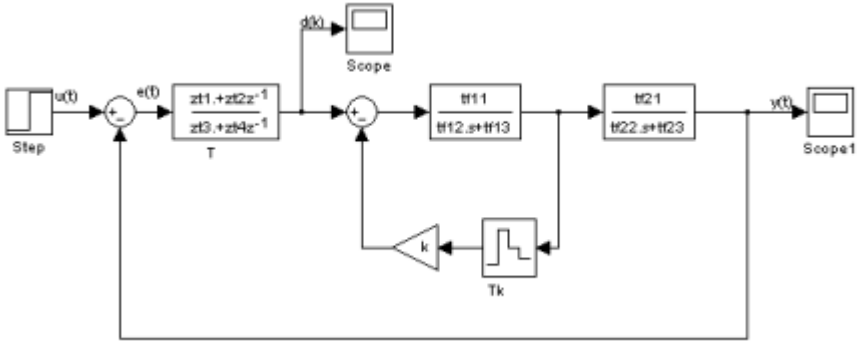 d(k)
Scope
u(t)
Step
e(t)
zt1.+zt2z-1
zt3.+zt4z-1
T
tf11
tf12.s+tf13
tf21
tf22.s+tf23
y(t)
Scope1
k
Tk
+
-
+
-